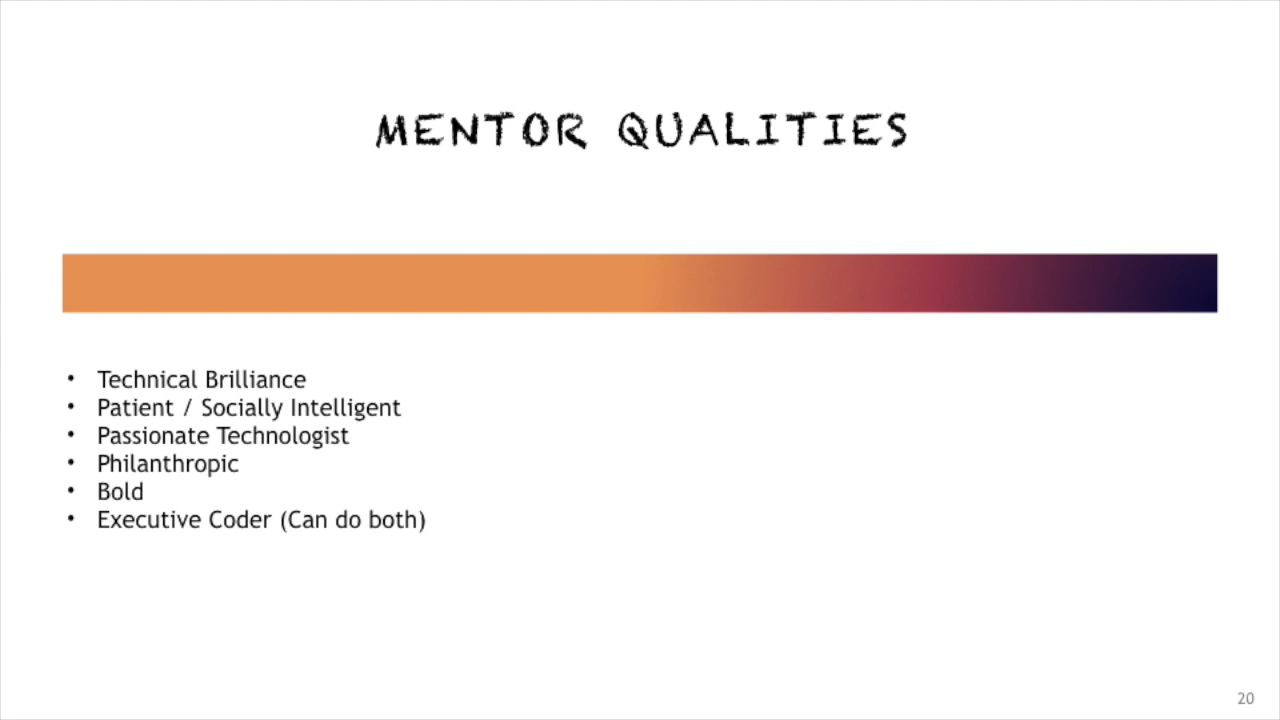 MENTOR QUALITIES
• Technical Brilliance
• Patient / Socially Intelligent
• Passionate Technologist
• Philanthropic
• Bold
• Executive Coder (Can do both)
20